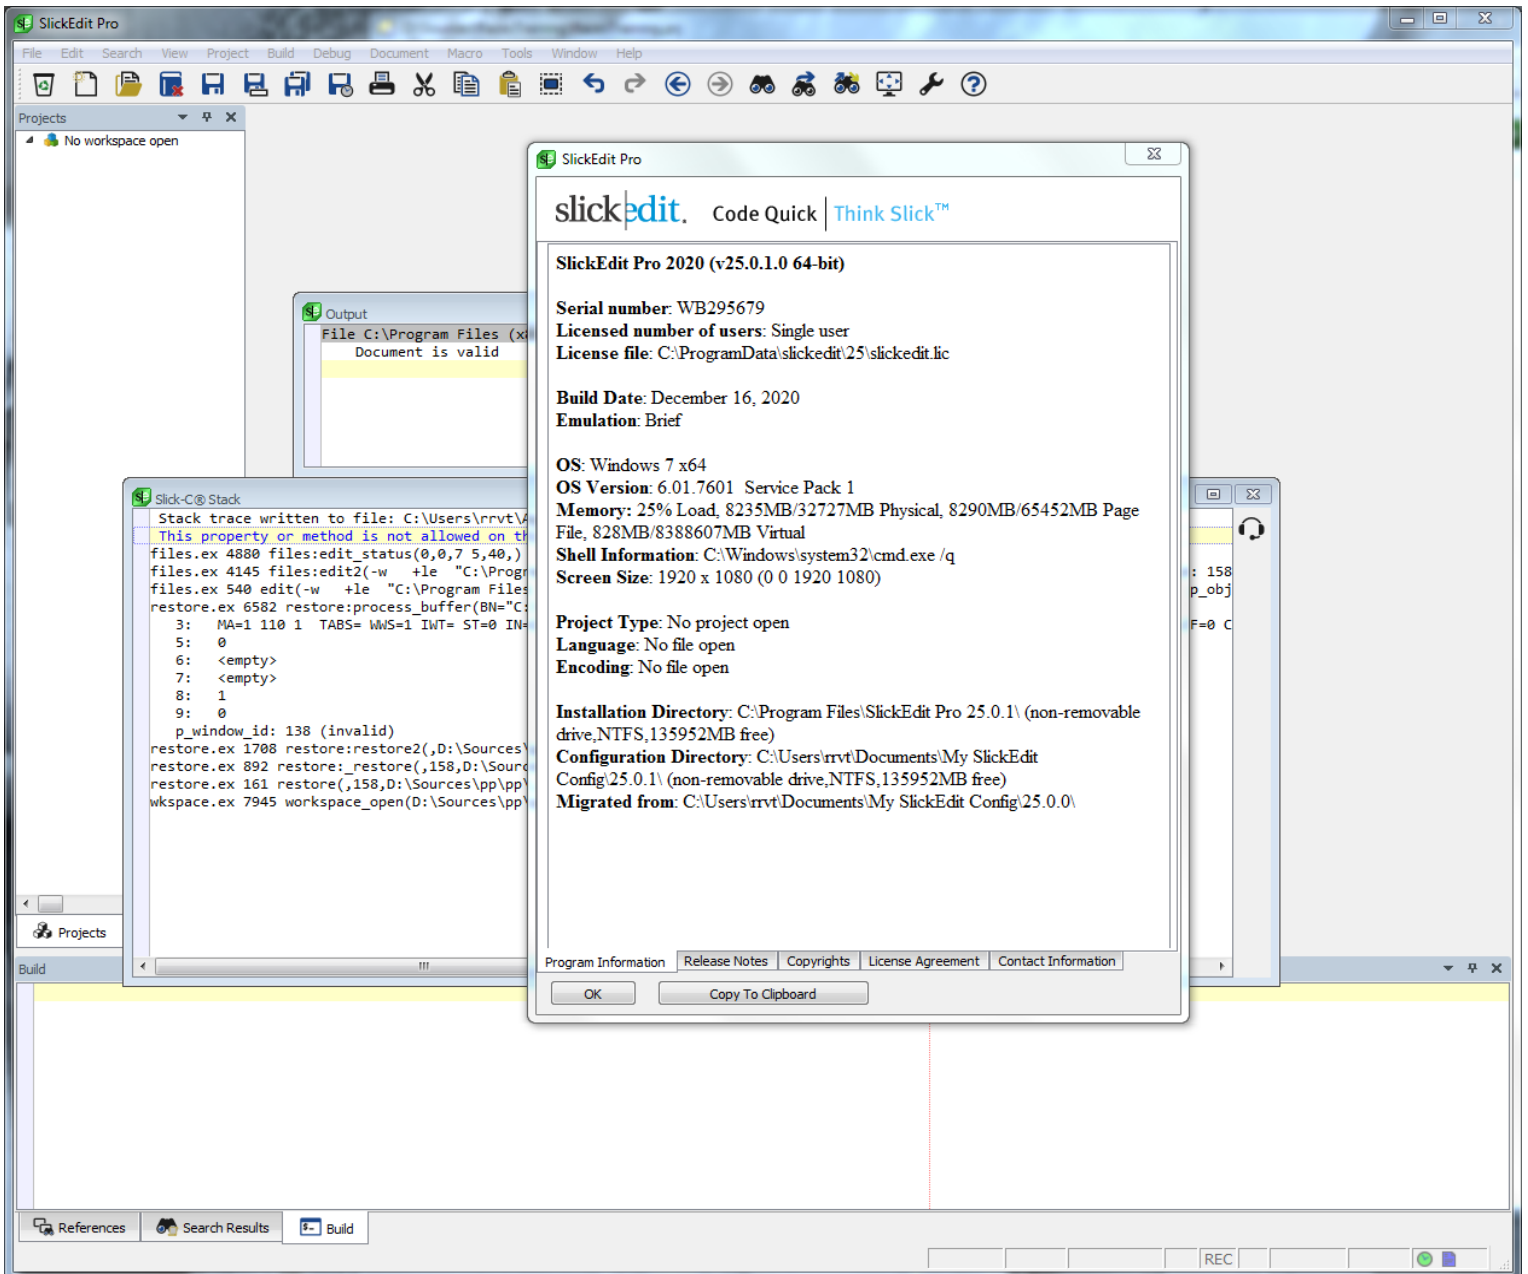 SlickEdit Pro
File Edit Search View Project Build Debug Document Macro Tools Window Help
Projects
No workspace open
Output
File C:\Program Files (x
Document is valid
Slick-C® Stack
Stack trace written to file: C:\Users\rrvt\A
This property or method is not allowed on th
files.ex 4880 files:edit_status(0,0,7 5,40,)
files.ex 4145 files:edit2(-w +le "C:\Progr
: 158
files.ex 540 edit(-w +le "C:\Program Files
p_obj
restore.ex 6582 restore:process_buffer(BN="C:
3: MA=1 110 1 TABS= WWS=1 IWT= ST=0 IN=
F=0 C
5: 0
6: <empty>
7: <empty>
8: 1
9: 0
p_window_id: 138 (invalid)
restore.ex 1708 restore:restore2(,D:\Sources\
restore.ex 892 restore:_restore(,158,D:\Sourc
restore.ex 161 restore(,158,D:\Sources\pp\pp\
wkspace.ex 7945 workspace_open(D:\Sources\pp\
SlickEdit Pro
slickedit. Code Quick | Think Slick™
SlickEdit Pro 2020 (v25.0.1.0 64-bit)
Serial number: WB295679
Licensed number of users: Single user
License file: C:\ProgramData\slickedit\25\slickedit.lic
Build Date: December 16, 2020
Emulation: Brief
OS: Windows 7 x64
OS Version: 6.01.7601 Service Pack 1
Memory: 25% Load, 8235MB/32727MB Physical, 8290MB/65452MB Page
File, 828MB/8388607MB Virtual
Shell Information: C:\Windows\system32\cmd.exe /q
Screen Size: 1920 x 1080 (0 0 1920 1080)
Project Type: No project open
Language: No file open
Encoding: No file open
Installation Directory: C:\Program Files\SlickEdit Pro 25.0.1\ (non-removable
drive,NTFS,135952MB free)
Configuration Directory: C:\Users\rrvt\Documents\My SlickEdit
Config\25.0.1\ (non-removable drive,NTFS,135952MB free)
Migrated from: C:\Users\rrvt\Documents\My SlickEdit Config\25.0.0\
Program Information Release Notes Copyrights License Agreement Contact Information
OK Copy To Clipboard
Projects
Build
References Search Results Build
REC